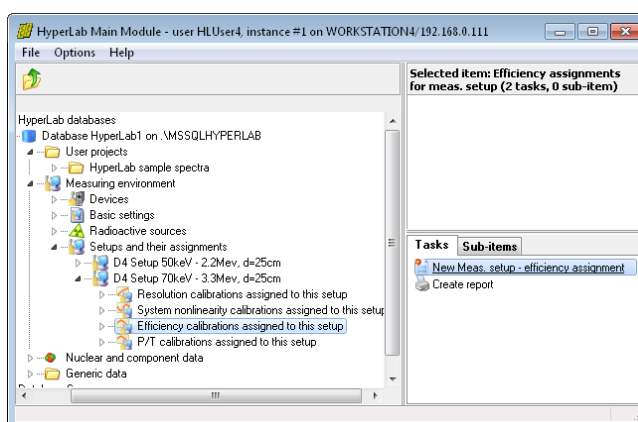 HyperLab Main Module - user HLUser4, instance #1 on WORKSTATION4/192.168.0.111
File Options Help
Selected item: Efficiency assignments
for meas. setup (2 tasks, 0 sub-item)
HyperLab databases
Database HyperLab1 on .\MSSQLHYPERLAB
User projects
HyperLab sample spectra
Measuring environment
Devices
Basic settings
Radioactive sources
Setups and their assignments
D4 Setup 50keV - 2.2Mev, d=25cm
D4 Setup 70keV - 3.3Mev, d=25cm
Resolution calibrations assigned to this setup
System nonlinearity calibrations assigned to this setup
Efficiency calibrations assigned to this setup
P/T calibrations assigned to this setup
Nuclear and component data
Generic data
Tasks Sub-items
New Meas. setup - efficiency assignment
Create report